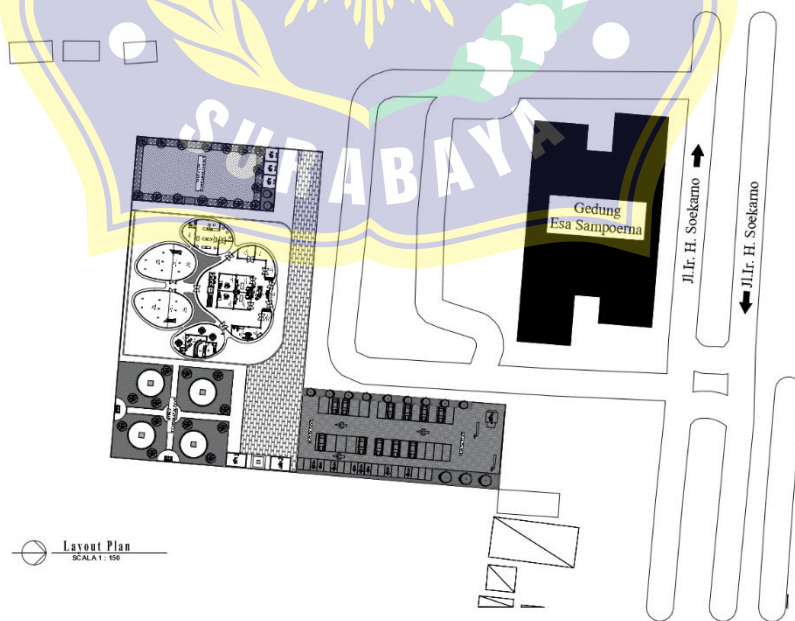 SURABAYA
Gedung
Esa Sampoerna
Jl.Ir. H. Soekarno
Jl.Ir. H. Soekarno
Layout Plan
SCALA 1 : 150